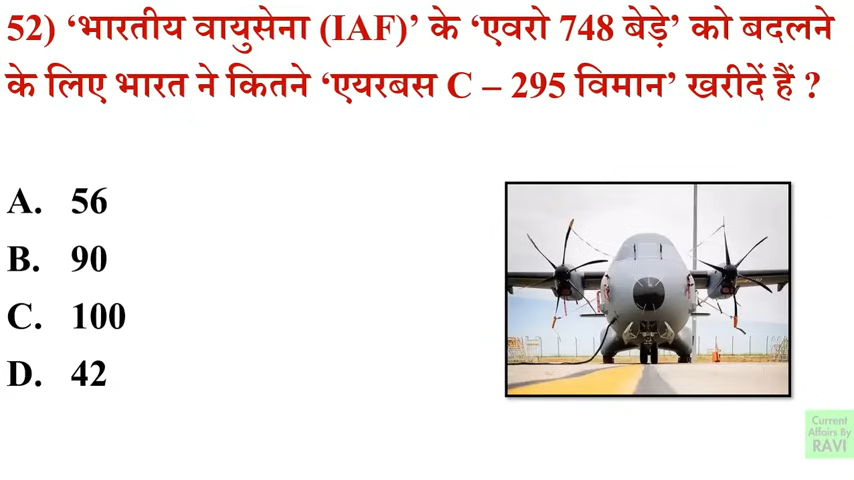 52) ‘भारतीय वायुसेना (IAF)’ के ‘एवरो 748 बेड़े’ को बदलने
के लिए भारत ने कितने ‘एयरबस C – 295 विमान’ खरीदें हैं ?
A. 56
B. 90
C. 100
D. 42
Current
Affairs By
RAVI